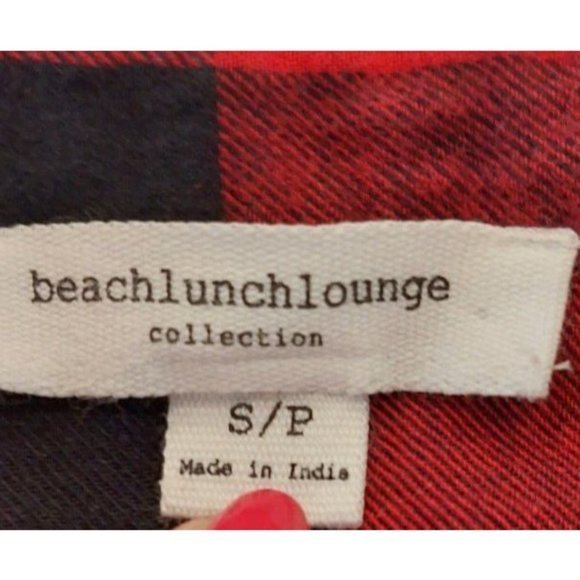 beachlunchlounge
collection
S/P
Made in India